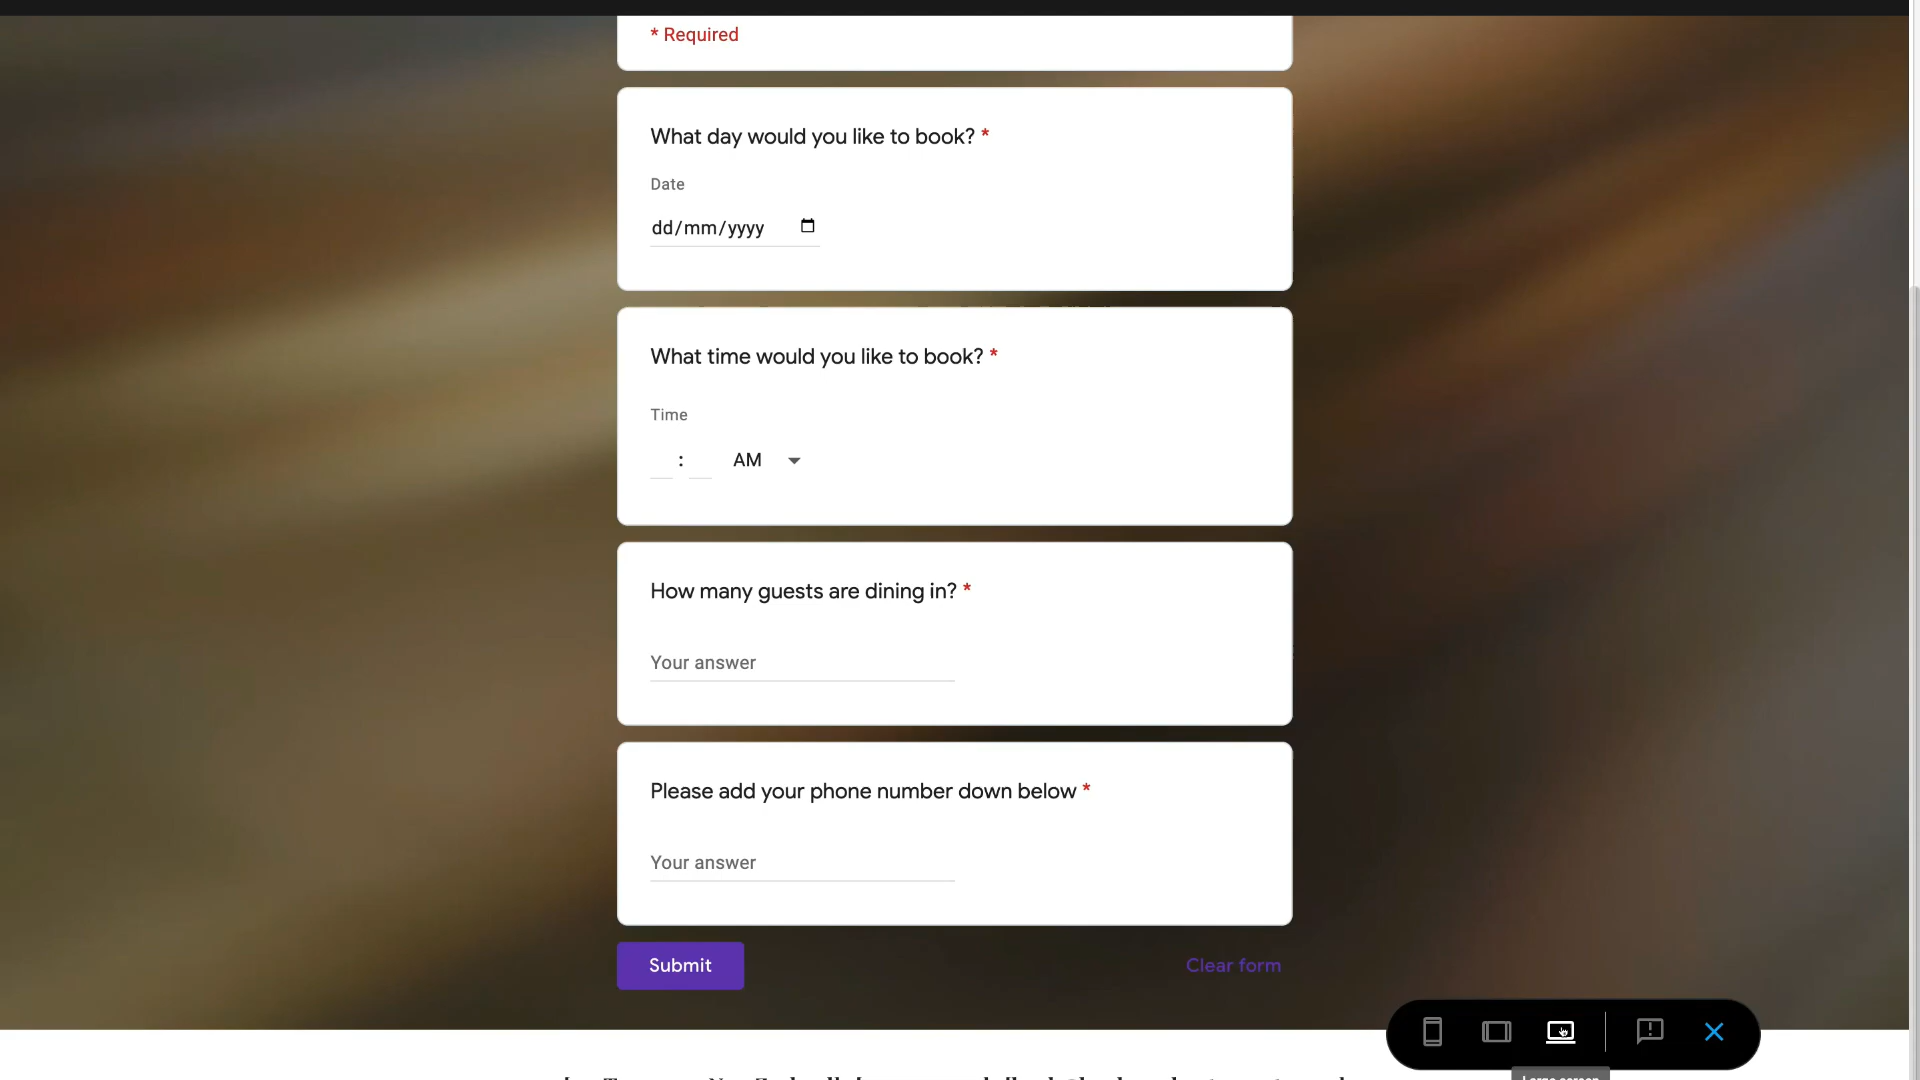 * Required
What day would you like to book? *
Date
dd/mm/yyyy
What time would you like to book? *
Time
: AM
How many guests are dining in? *
Your answer
Please add your phone number down below *
Your answer
Submit
Clear form